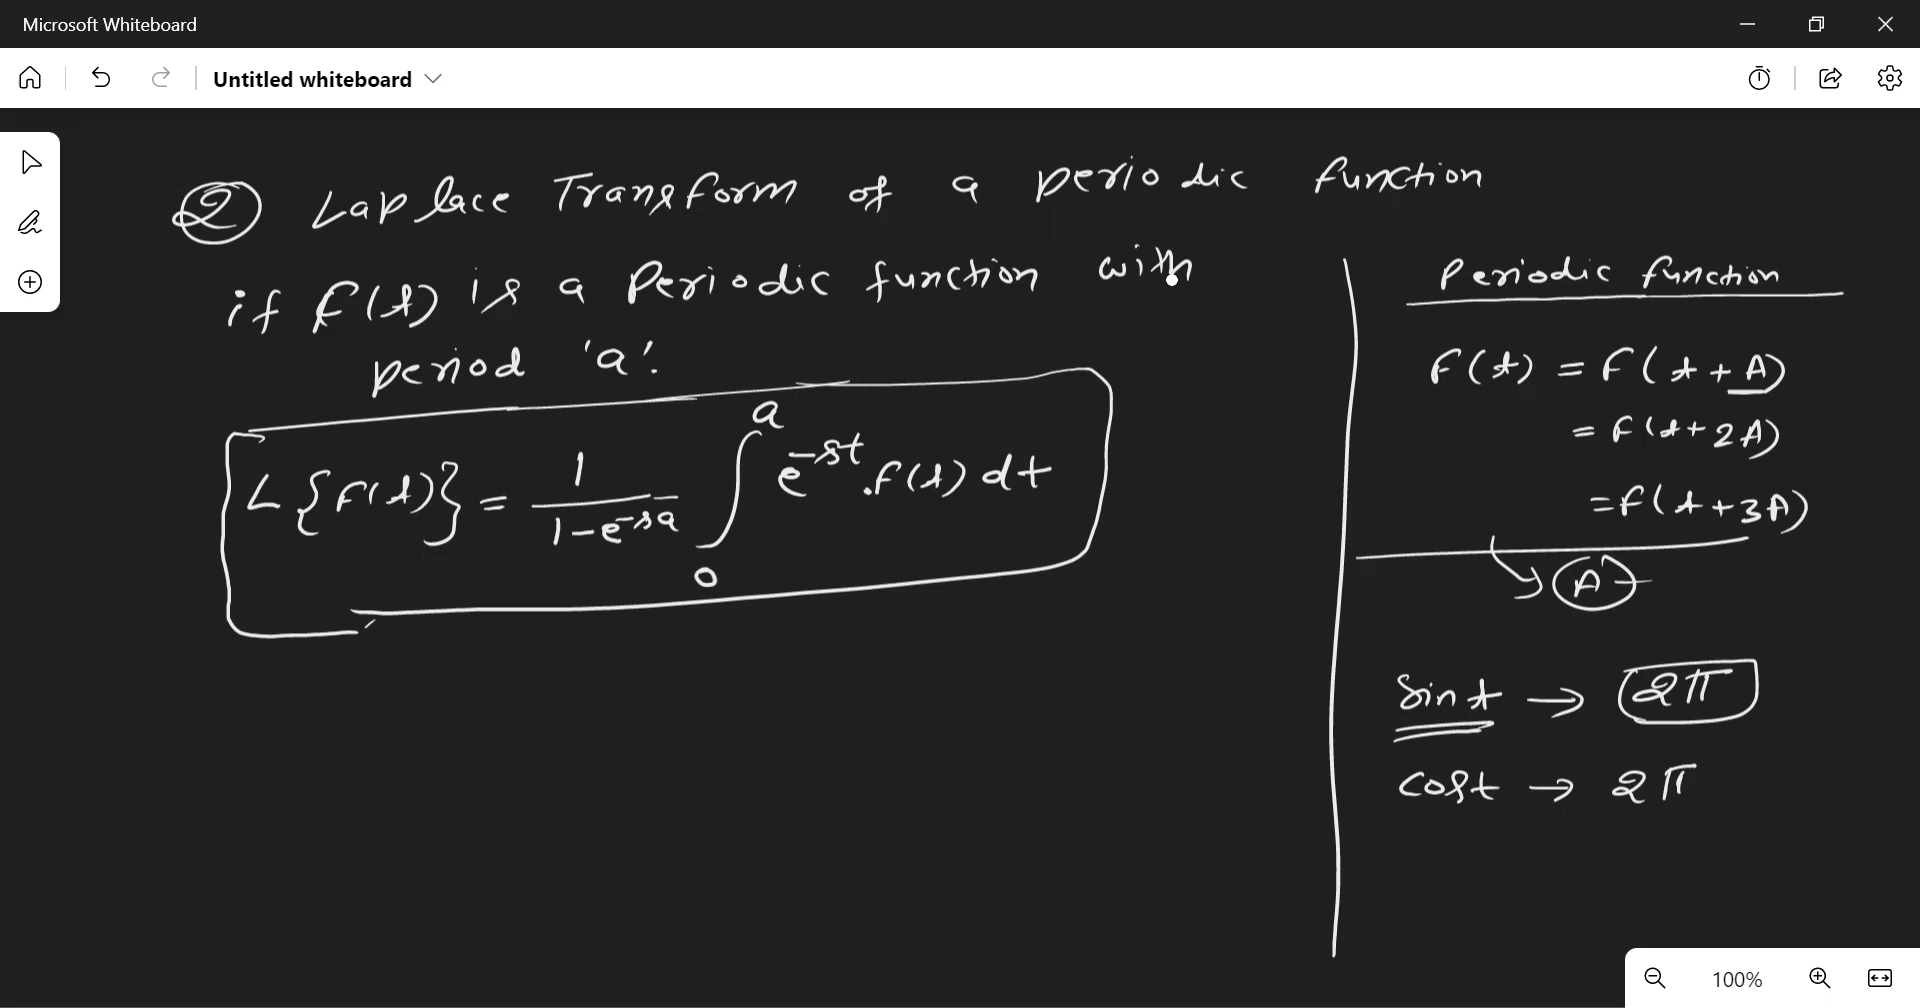 Microsoft Whiteboard
Untitled whiteboard
② Laplace Transform of a periodic function
if f(t) is a Periodic function with
period 'a'.
L{F(t)} = 1/(1-e^-sa) ∫₀^a e^-st . f(t) dt
Periodic function
F(t) = F(t+A)
= F(t+2A)
= f(t+3A)
A
Sint → 2π
Cost → 2π
100%